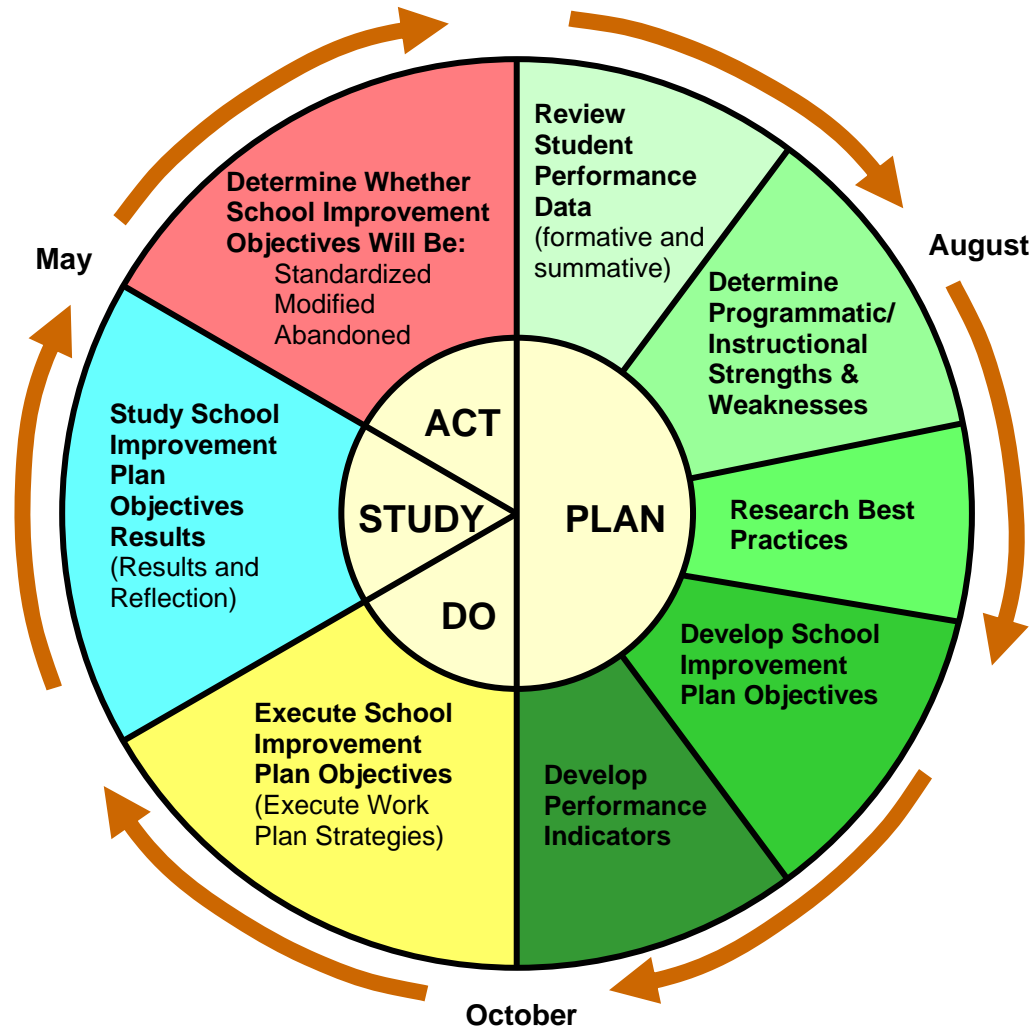 Review
Student
Performance
Data
(formative and
summative)
August
Determine
Programmatic/
Instructional
Strengths &
Weaknesses
Research Best
Practices
Develop School
Improvement
Plan Objectives
Develop
Performance
Indicators
October
Execute School
Improvement
Plan Objectives
(Execute Work
Plan Strategies)
Study School
Improvement
Plan
Objectives
Results
(Results and
Reflection)
May
Determine Whether
School Improvement
Objectives Will Be:
Standardized
Modified
Abandoned
PLAN
DO
STUDY
ACT